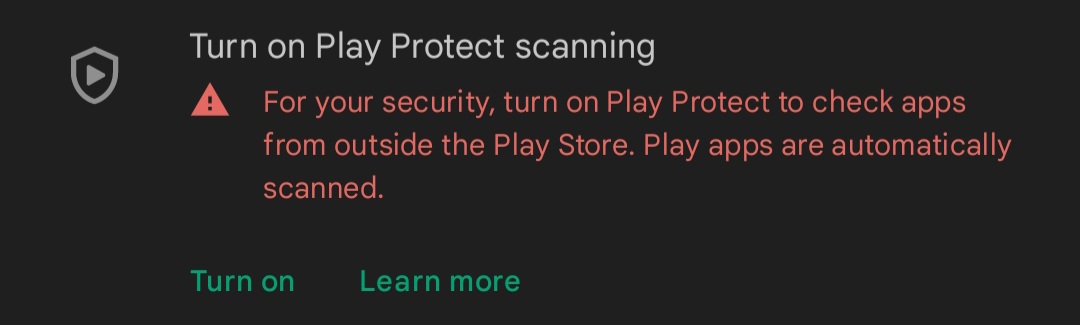 Turn on Play Protect scanning
For your security, turn on Play Protect to check apps
from outside the Play Store. Play apps are automatically
scanned.
Turn on Learn more